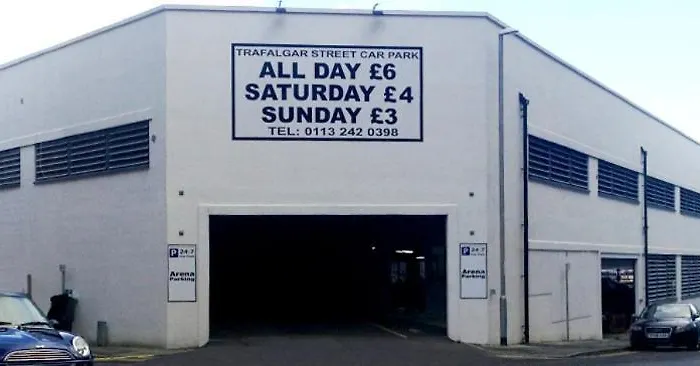 TRAFALGAR STREET CAR PARK
ALL DAY £6
SATURDAY £4
SUNDAY £3
TEL: 0113 242 0398
P 24-7
Arena
Parking
P 24-7
Arena
Parking